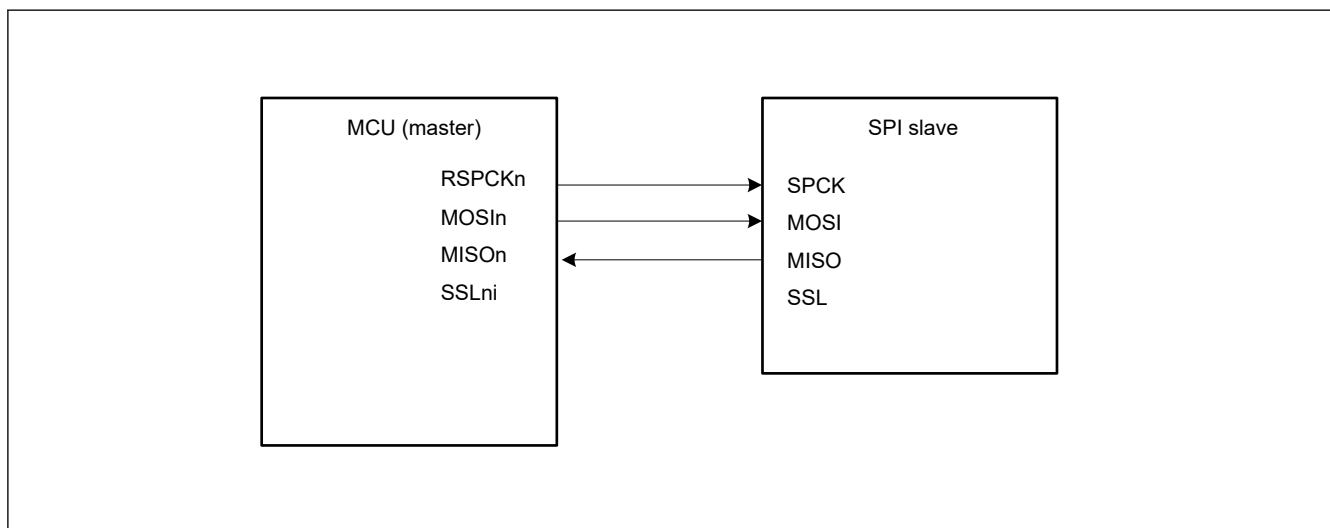 MCU (master)
RSPCKn
MOSIn
MISOn
SSLni
SPI slave
SPCK
MOSI
MISO
SSL